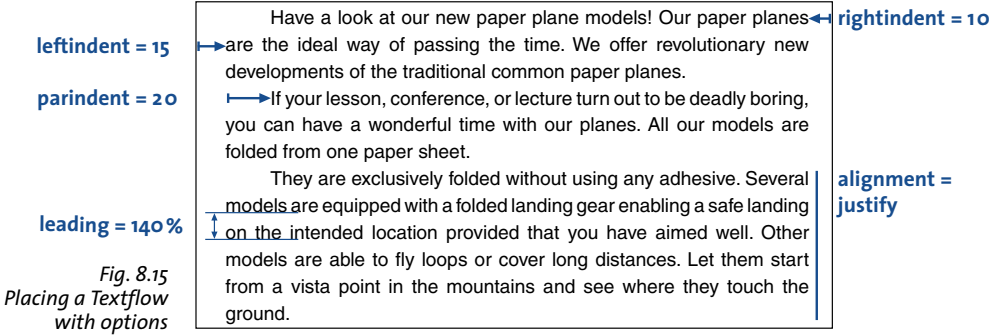 Have a look at our new paper plane models! Our paper planes
rightindent = 10
leftindent = 15
are the ideal way of passing the time. We offer revolutionary new
developments of the traditional common paper planes.
parindent = 20
If your lesson, conference, or lecture turn out to be deadly boring,
you can have a wonderful time with our planes. All our models are
folded from one paper sheet.
They are exclusively folded without using any adhesive. Several
models are equipped with a folded landing gear enabling a safe landing
on the intended location provided that you have aimed well. Other
models are able to fly loops or cover long distances. Let them start
from a vista point in the mountains and see where they touch the
ground.
alignment =
justify
leading = 140%
Fig. 8.15
Placing a Textflow
with options